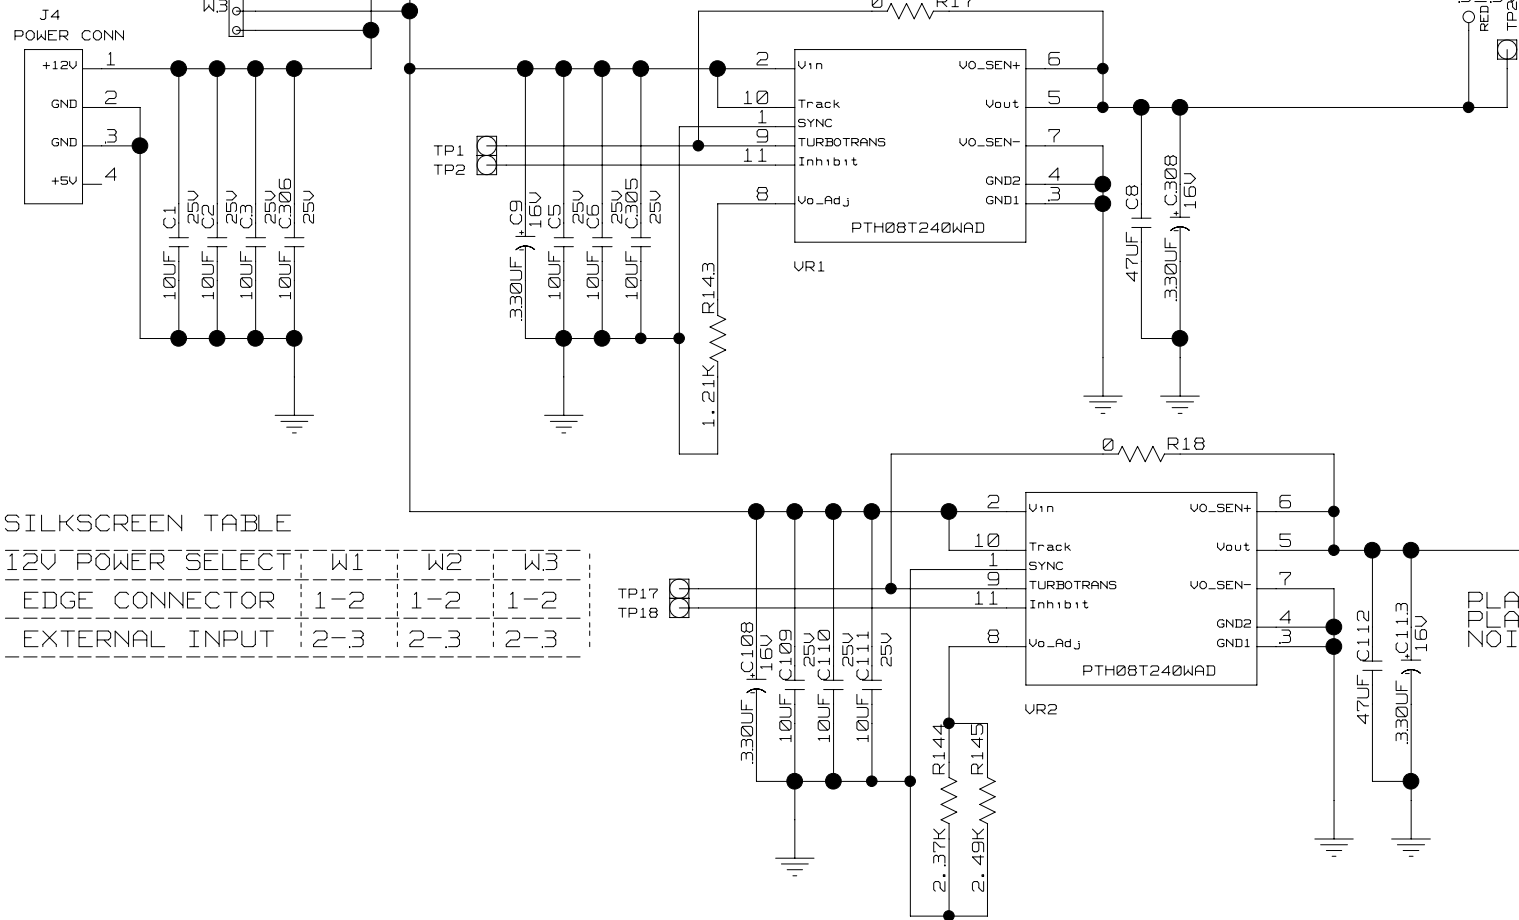 J4
POWER CONN
W3
+12V 1
GND 2
GND 3
+5V 4
10UF C1 25V
10UF C2 25V
10UF C3 25V
10UF C306 25V
TP1
TP2
330UF C9 16V
+
10UF C5 25V
10UF C6 25V
10UF C305 25V
1.21K R143
0 R17
2 Vin
10 Track
1 SYNC
9 TURBOTRANS
11 Inhibit
8 Vo_Adj
VO_SEN+ 6
Vout 5
VO_SEN- 7
GND2 4
GND1 3
PTH08T240WAD
VR1
47UF C8
330UF C308 16V
+
RED
TP2
SILKSCREEN TABLE
12V POWER SELECT W1 W2 W3
EDGE CONNECTOR 1-2 1-2 1-2
EXTERNAL INPUT 2-3 2-3 2-3
0 R18
TP17
TP18
330UF C108 16V
+
10UF C109 25V
10UF C110 25V
10UF C111 25V
2 Vin
10 Track
1 SYNC
9 TURBOTRANS
11 Inhibit
8 Vo_Adj
VO_SEN+ 6
Vout 5
VO_SEN- 7
GND2 4
GND1 3
PTH08T240WAD
VR2
2.37K R144
2.49K R145
47UF C112
330UF C113 16V
+
PLA
PLA
NOI